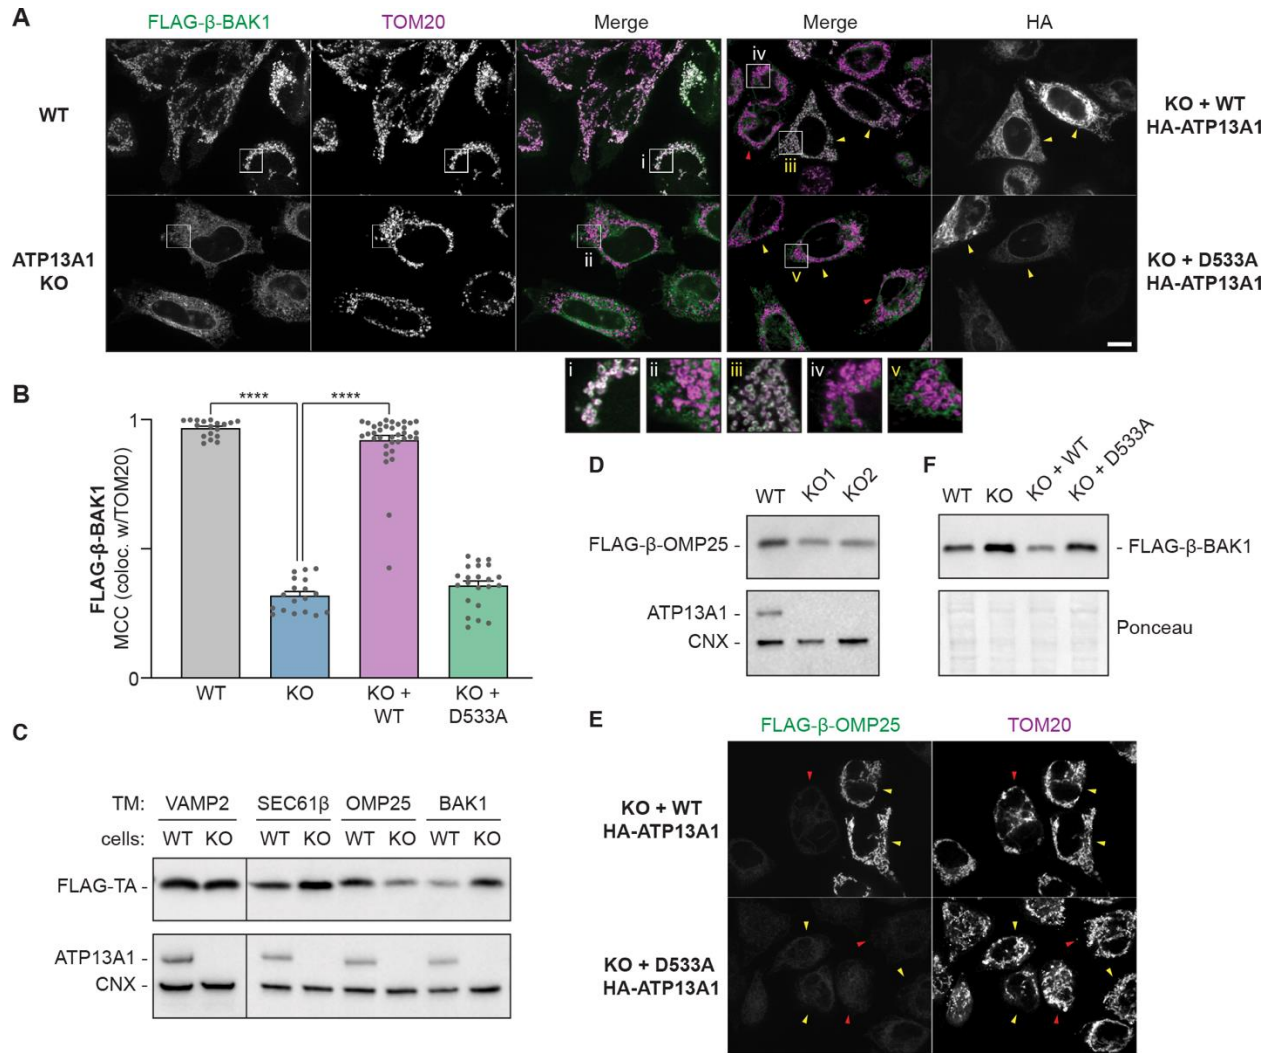 A
FLAG-β-BAK1 TOM20 Merge Merge HA
WT
i
iv
iii
KO + WT
HA-ATP13A1
ATP13A1
KO
ii
v
KO + D533A
HA-ATP13A1
i ii iii iv v
B
FLAG-β-BAK1
MCC (coloc. w/TOM20)
**** ****
1
0
WT KO KO +
WT
KO +
D533A
C
TM: VAMP2 SEC61β OMP25 BAK1
cells: WT KO WT KO WT KO WT KO
FLAG-TA -
ATP13A1 -
CNX -
D
WT KO1 KO2
FLAG-β-OMP25 -
ATP13A1 -
CNX -
F
WT KO KO + WT KO + D533A
- FLAG-β-BAK1
Ponceau
E
FLAG-β-OMP25 TOM20
KO + WT
HA-ATP13A1
KO + D533A
HA-ATP13A1